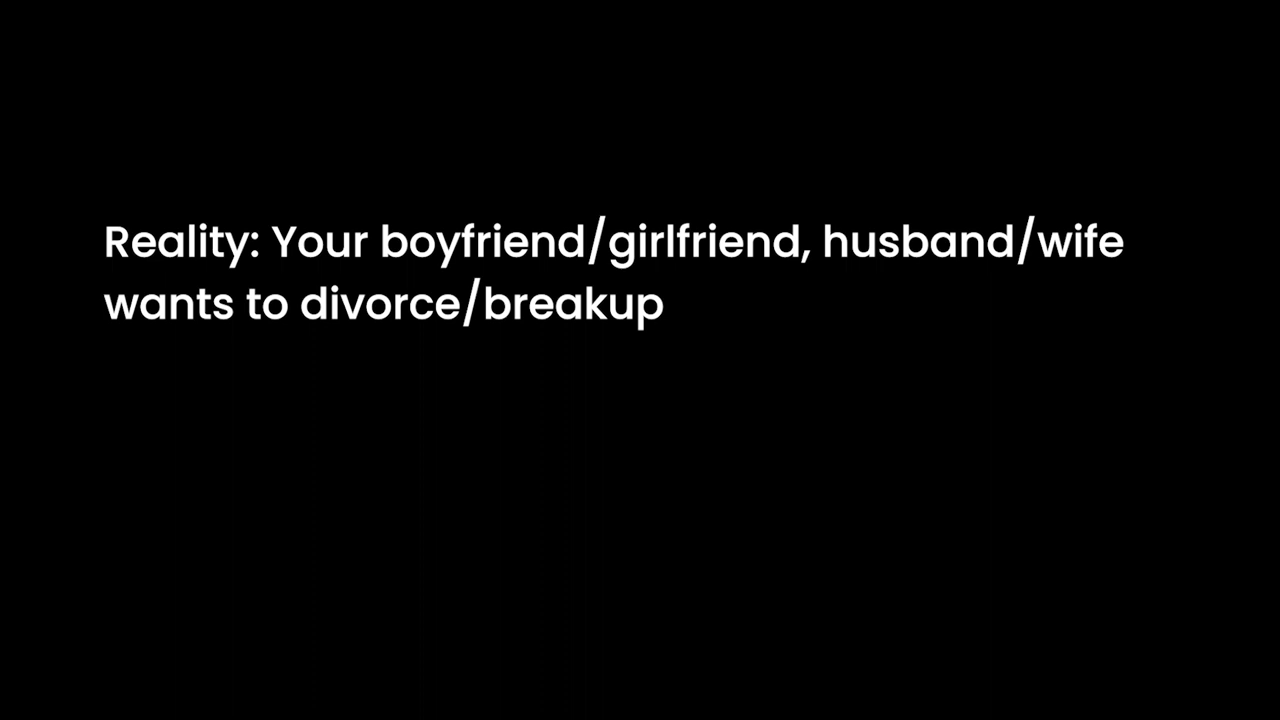 Reality: Your boyfriend/girlfriend, husband/wife
wants to divorce/breakup